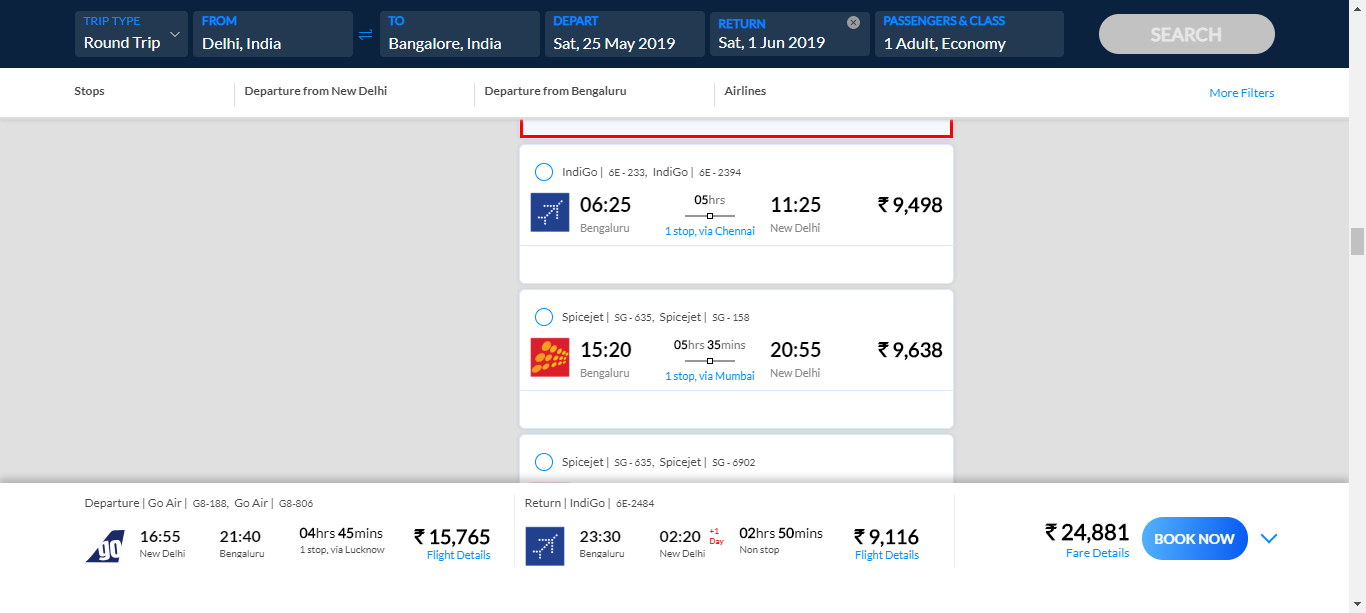 TRIP TYPE
Round Trip
FROM
Delhi, India
TO
Bangalore, India
DEPART
Sat, 25 May 2019
RETURN
Sat, 1 Jun 2019
PASSENGERS & CLASS
1 Adult, Economy
SEARCH
Stops
Departure from New Delhi
Departure from Bengaluru
Airlines
More Filters
IndiGo | 6E - 233, IndiGo | 6E - 2394
06:25 05hrs 11:25 ₹ 9,498
Bengaluru 1 stop, via Chennai New Delhi
Spicejet | SG - 635, Spicejet | SG - 158
15:20 05hrs 35mins 20:55 ₹ 9,638
Bengaluru 1 stop, via Mumbai New Delhi
Spicejet | SG - 635, Spicejet | SG - 6902
Departure | Go Air | G8-188, Go Air | G8-806
go
16:55 21:40 04hrs 45mins ₹ 15,765
New Delhi Bengaluru 1 stop, via Lucknow Flight Details
Return | IndiGo | 6E-2484
23:30 02:20 +1 Day 02hrs 50mins ₹ 9,116
Bengaluru New Delhi Non stop Flight Details
₹ 24,881
Fare Details
BOOK NOW